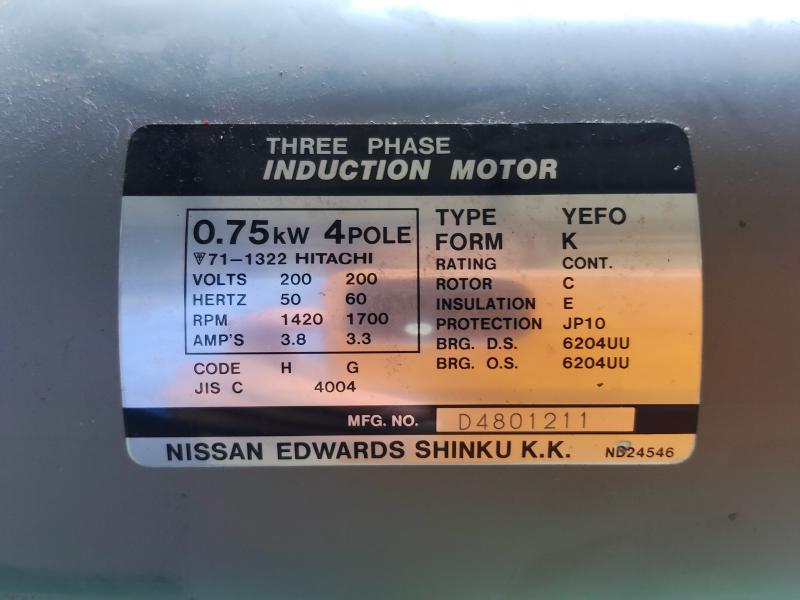 THREE PHASE
INDUCTION MOTOR
0.75KW 4POLE
71-1322 HITACHI
VOLTS 200 200
HERTZ 50 60
RPM 1420 1700
AMP'S 3.8 3.3
CODE H G
JIS C 4004
TYPE YEFO
FORM K
RATING CONT.
ROTOR C
INSULATION E
PROTECTION JP10
BRG. D.S. 6204UU
BRG. O.S. 6204UU
MFG. NO. D4801211
NISSAN EDWARDS SHINKU K.K. ND24546